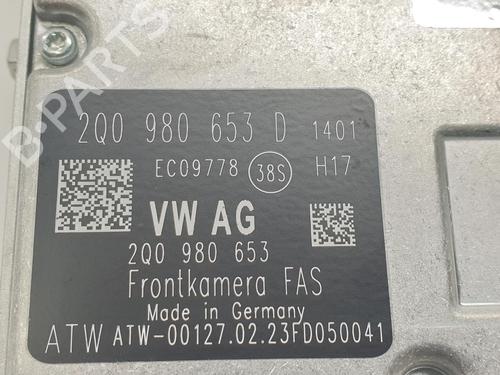 2Q0 980 653 D 1401
EC09778 38S H17
VW AG
2Q0 980 653
Frontkamera FAS
Made in Germany
ATW ATW-00127.02.23FD050041
B-PARTS